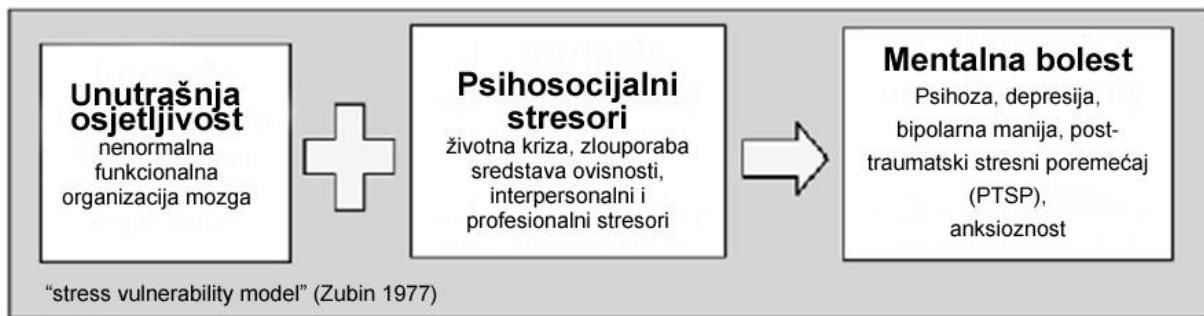 Unutrašnja
osjetljivost
nenormalna
funkcionalna
organizacija mozga
Psihosocijalni
stresori
životna kriza, zlouporaba
sredstava ovisnosti,
interpersonalni i
profesionalni stresori
Mentalna bolest
Psihoza, depresija,
bipolarna manija, post-
traumatski stresni poremećaj
(PTSP),
anksioznost
“stress vulnerability model” (Zubin 1977)